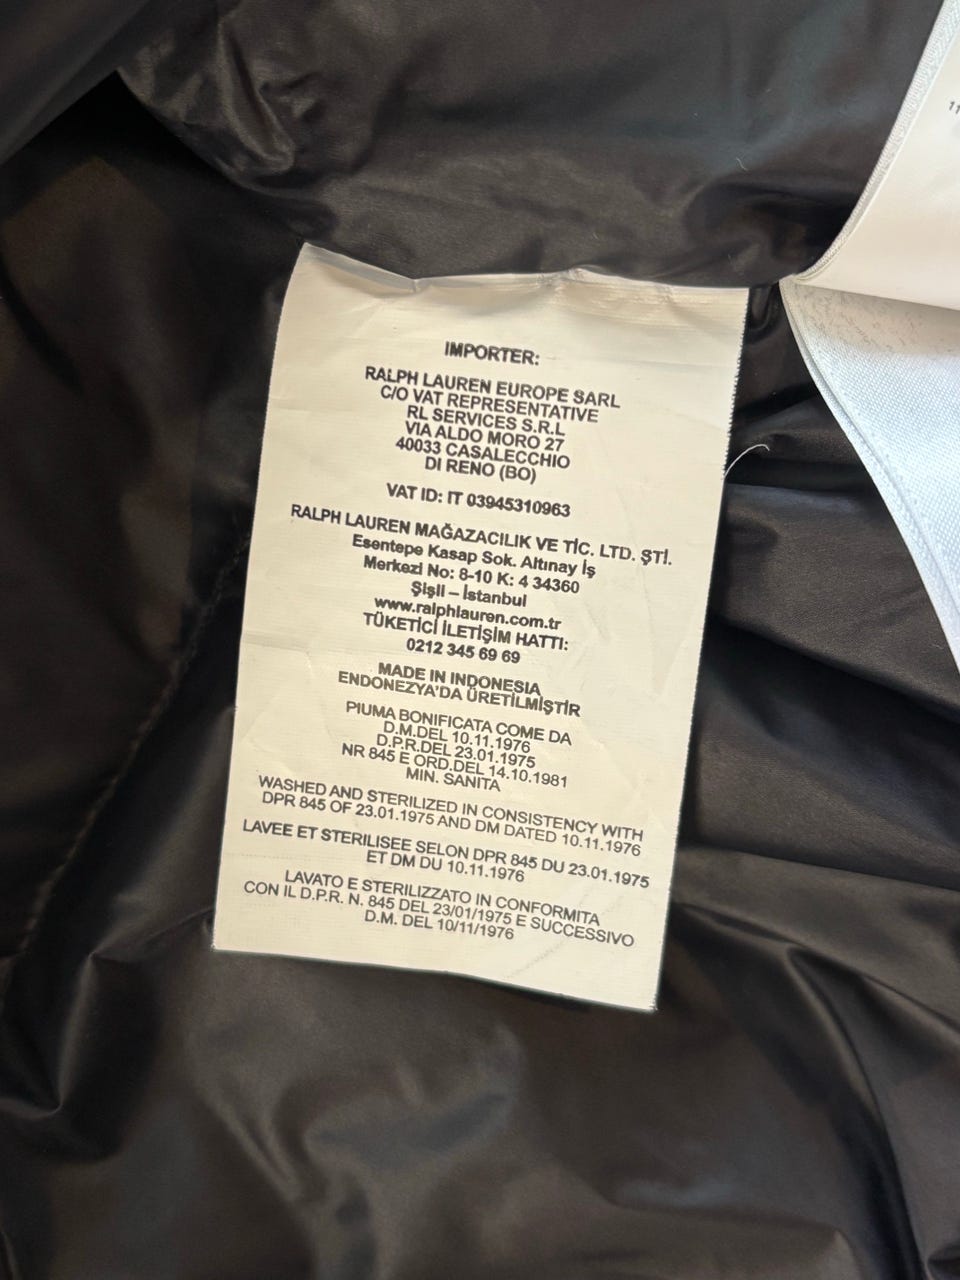 IMPORTER:
RALPH LAUREN EUROPE SARL
C/O VAT REPRESENTATIVE
RL SERVICES S.R.L
VIA ALDO MORO 27
40033 CASALECCHIO
DI RENO (BO)
VAT ID: IT 03945310963
RALPH LAUREN MAĞAZACILIK VE TİC. LTD. ŞTİ.
Esentepe Kasap Sok. Altınay İş
Merkezi No: 8-10 K: 4 34360
Şişli – İstanbul
www.ralphlauren.com.tr
TÜKETİCİ İLETİŞİM HATTI:
0212 345 69 69
MADE IN INDONESIA
ENDONEZYA'DA ÜRETİLMİŞTİR
PIUMA BONIFICATA COME DA
D.M.DEL 10.11.1976
D.P.R.DEL 23.01.1975
NR 845 E ORD.DEL 14.10.1981
MIN. SANITA
WASHED AND STERILIZED IN CONSISTENCY WITH
DPR 845 OF 23.01.1975 AND DM DATED 10.11.1976
LAVEE ET STERILISEE SELON DPR 845 DU 23.01.1975
ET DM DU 10.11.1976
LAVATO E STERILIZZATO IN CONFORMITA
CON IL D.P.R. N. 845 DEL 23/01/1975 E SUCCESSIVO
D.M. DEL 10/11/1976